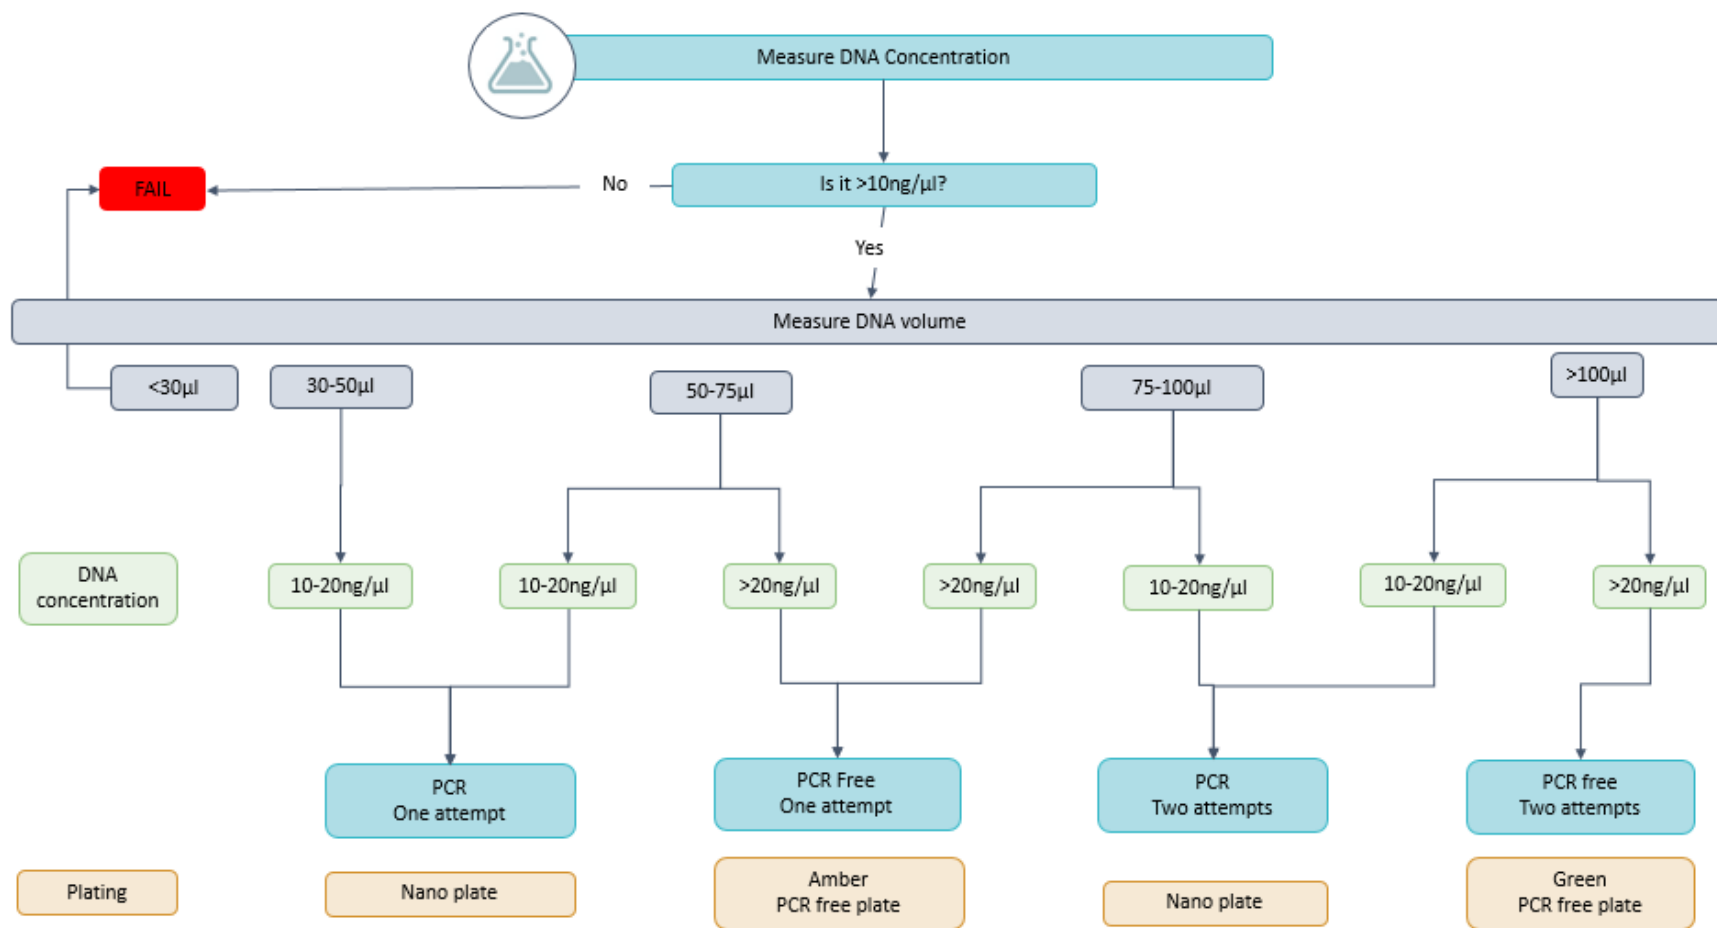 Measure DNA Concentration
FAIL
No
Is it >10ng/µl?
Yes
Measure DNA volume
<30µl
30-50µl
50-75µl
75-100µl
>100µl
DNA
concentration
10-20ng/µl
10-20ng/µl
>20ng/µl
>20ng/µl
10-20ng/µl
10-20ng/µl
>20ng/µl
PCR
One attempt
PCR Free
One attempt
PCR
Two attempts
PCR free
Two attempts
Plating
Nano plate
Amber
PCR free plate
Nano plate
Green
PCR free plate